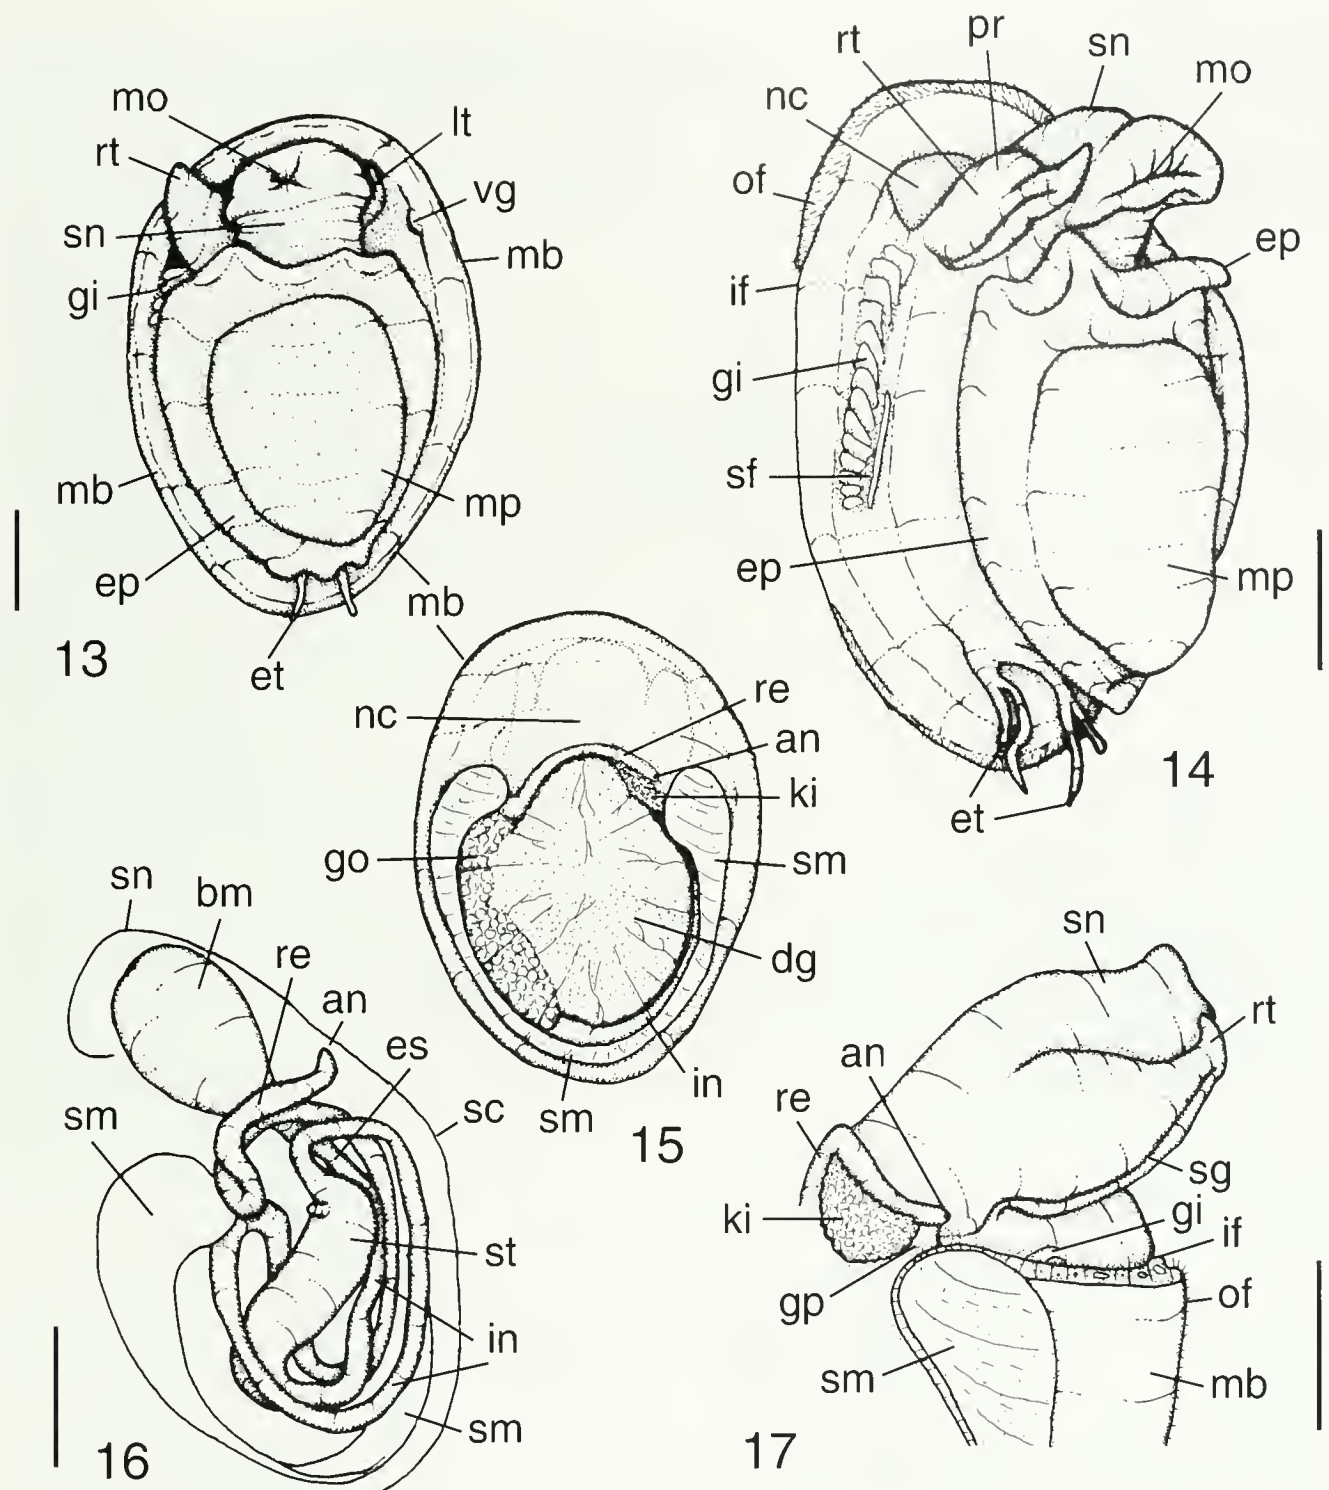 mo
rt
lt
vg
sn
mb
gi
mb
mp
ep
mb
et
13
rt
pr
sn
mo
nc
of
ep
if
gi
sf
ep
mp
et
14
nc
re
an
ki
go
sm
dg
in
sm
15
sn
bm
re
an
es
sc
sm
st
in
sm
16
sn
rt
an
re
sg
gi
ki
if
gp
of
sm
mb
17